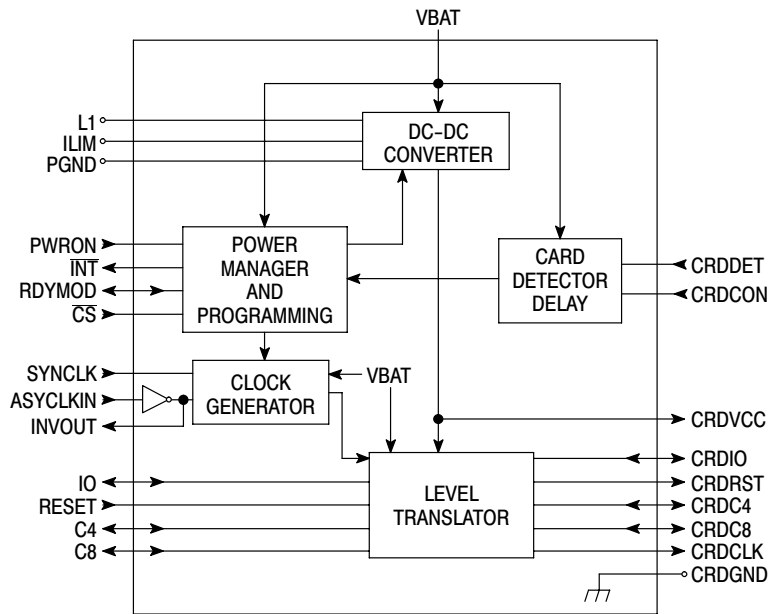 VBAT
L1
ILIM
PGND
DC-DC
CONVERTER
PWRON
INT
RDYMOD
CS
POWER
MANAGER
AND
PROGRAMMING
CARD
DETECTOR
DELAY
CRDDET
CRDCON
SYNCLK
ASYCLKIN
INVOUT
CLOCK
GENERATOR
VBAT
CRDVCC
IO
RESET
C4
C8
LEVEL
TRANSLATOR
CRDIO
CRDRST
CRDC4
CRDC8
CRDCLK
CRDGND